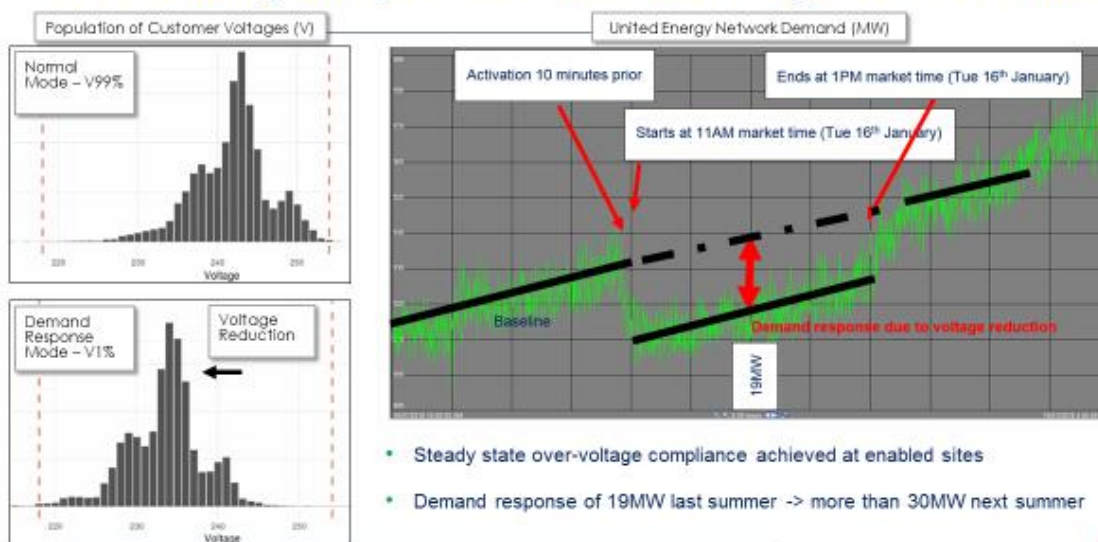 Population of Customer Voltages (V)
United Energy Network Demand (MW)
Normal
Mode – V99%
220
230
240
250
Voltage
Demand
Response
Mode – V1%
Voltage
Reduction
220
230
240
250
Voltage
Activation 10 minutes prior
Ends at 1PM market time (Tue 16th January)
Starts at 11AM market time (Tue 16th January)
Baseline
Demand response due to voltage reduction
19MW
• Steady state over-voltage compliance achieved at enabled sites
• Demand response of 19MW last summer -> more than 30MW next summer